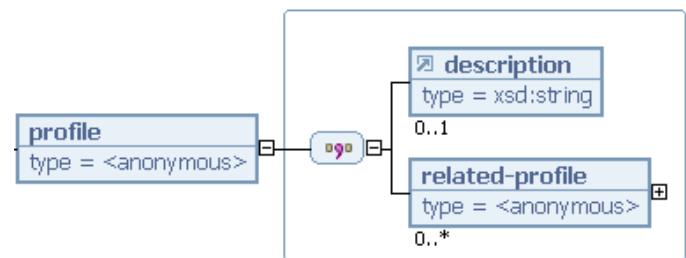 description
type = xsd:string
0..1
profile
type = <anonymous>
related-profile
type = <anonymous>
0..*